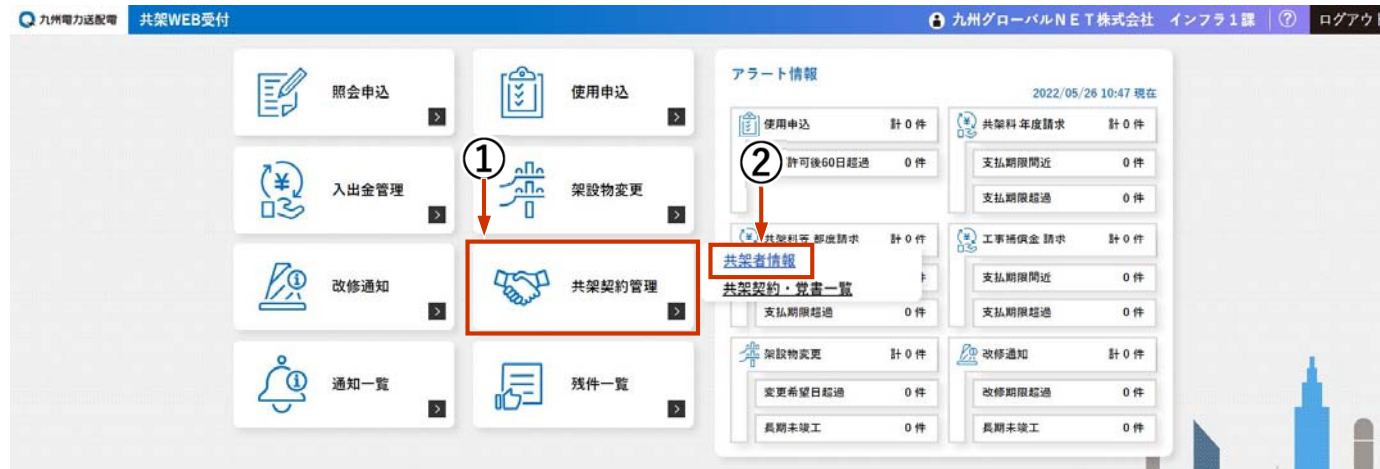 九州電力送配電 共架WEB受付 九州グローバルNET株式会社 インフラ1課 ? ログアウト
照会申込
使用申込
入出金管理
①
架設物変更
改修通知
共架契約管理
通知一覧
残件一覧
アラート情報
2022/05/26 10:47 現在
使用申込 計 0 件
②
許可後60日超過 0 件
共架料 年度請求 計 0 件
支払期限間近 0 件
支払期限超過 0 件
共架料等 都度請求 計 0 件
共架者情報
共架契約・覚書一覧
支払期限超過 0 件
工事補償金 請求 計 0 件
支払期限間近 0 件
支払期限超過 0 件
架設物変更 計 0 件
変更希望日超過 0 件
長期未竣工 0 件
改修通知 計 0 件
改修期限超過 0 件
長期未竣工 0 件